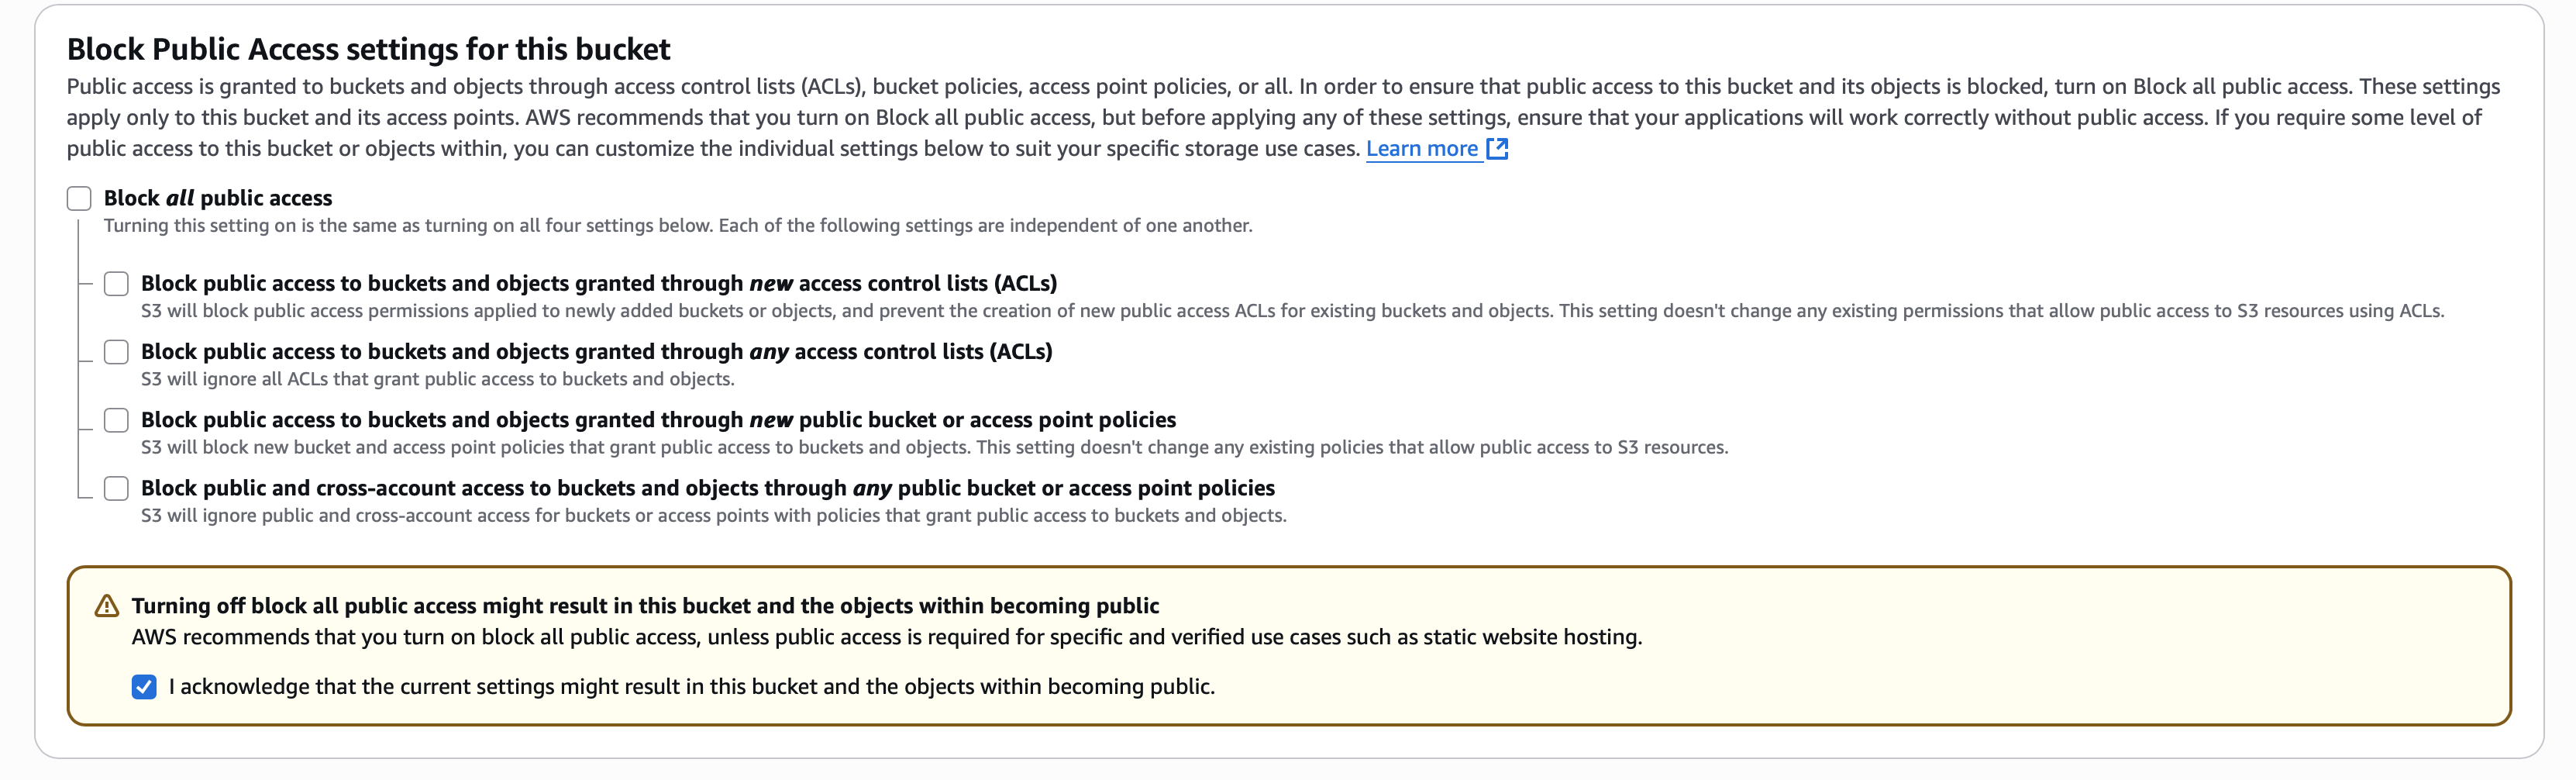 Block Public Access settings for this bucket
Public access is granted to buckets and objects through access control lists (ACLs), bucket policies, access point policies, or all. In order to ensure that public access to this bucket and its objects is blocked, turn on Block all public access. These settings
apply only to this bucket and its access points. AWS recommends that you turn on Block all public access, but before applying any of these settings, ensure that your applications will work correctly without public access. If you require some level of
public access to this bucket or objects within, you can customize the individual settings below to suit your specific storage use cases. Learn more
Block all public access
Turning this setting on is the same as turning on all four settings below. Each of the following settings are independent of one another.
Block public access to buckets and objects granted through new access control lists (ACLs)
S3 will block public access permissions applied to newly added buckets or objects, and prevent the creation of new public access ACLs for existing buckets and objects. This setting doesn't change any existing permissions that allow public access to S3 resources using ACLs.
Block public access to buckets and objects granted through any access control lists (ACLs)
S3 will ignore all ACLs that grant public access to buckets and objects.
Block public access to buckets and objects granted through new public bucket or access point policies
S3 will block new bucket and access point policies that grant public access to buckets and objects. This setting doesn't change any existing policies that allow public access to S3 resources.
Block public and cross-account access to buckets and objects through any public bucket or access point policies
S3 will ignore public and cross-account access for buckets or access points with policies that grant public access to buckets and objects.
Turning off block all public access might result in this bucket and the objects within becoming public
AWS recommends that you turn on block all public access, unless public access is required for specific and verified use cases such as static website hosting.
I acknowledge that the current settings might result in this bucket and the objects within becoming public.